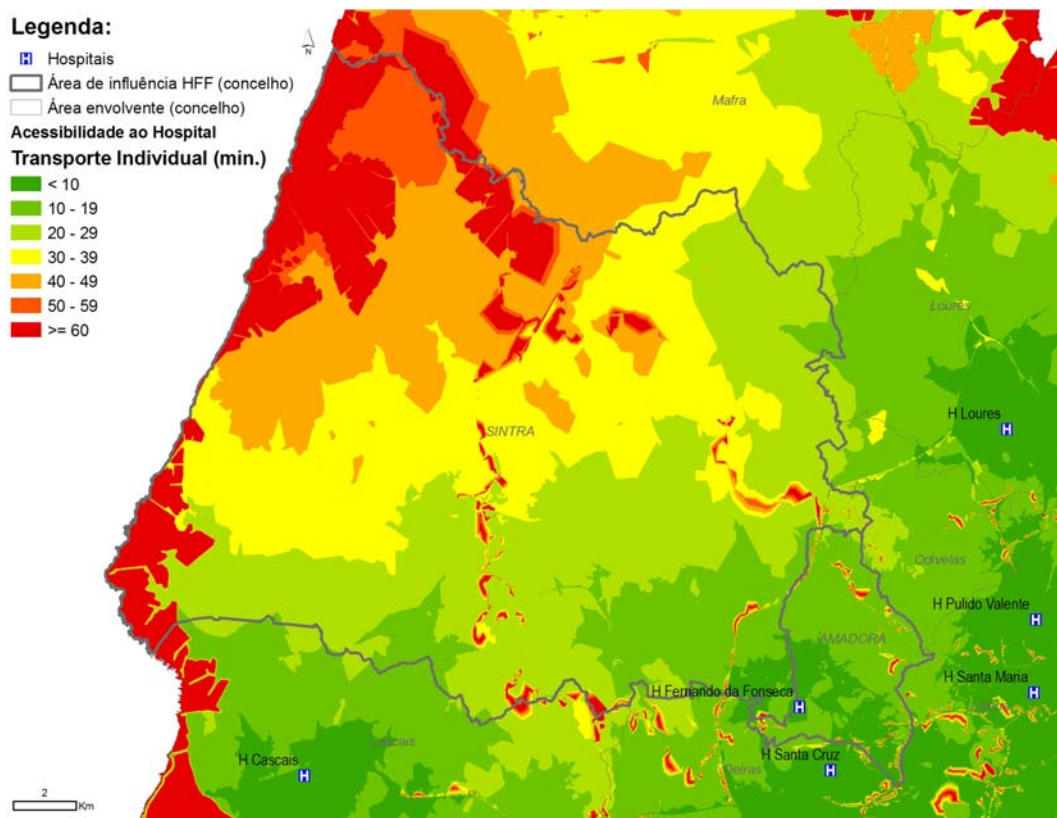 Legenda:
Hospitais
Área de influência HFF (concelho)
Área envolvente (concelho)
Acessibilidade ao Hospital
Transporte Individual (min.)
< 10
10 - 19
20 - 29
30 - 39
40 - 49
50 - 59
>= 60
N
Mafra
Loures
H Loures
SINTRA
Odivelas
H Pulido Valente
AMADORA
H Santa Maria
H Fernando da Fonseca
Cascais
H Cascais
H Santa Cruz
Oeiras
2
Km